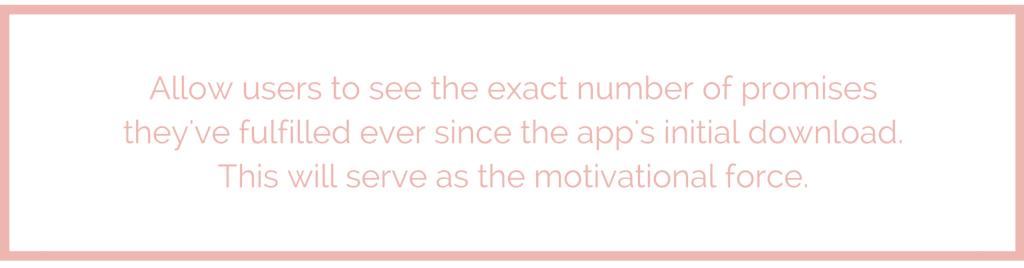 Allow users to see the exact number of promises
they've fulfilled ever since the app's initial download.
This will serve as the motivational force.